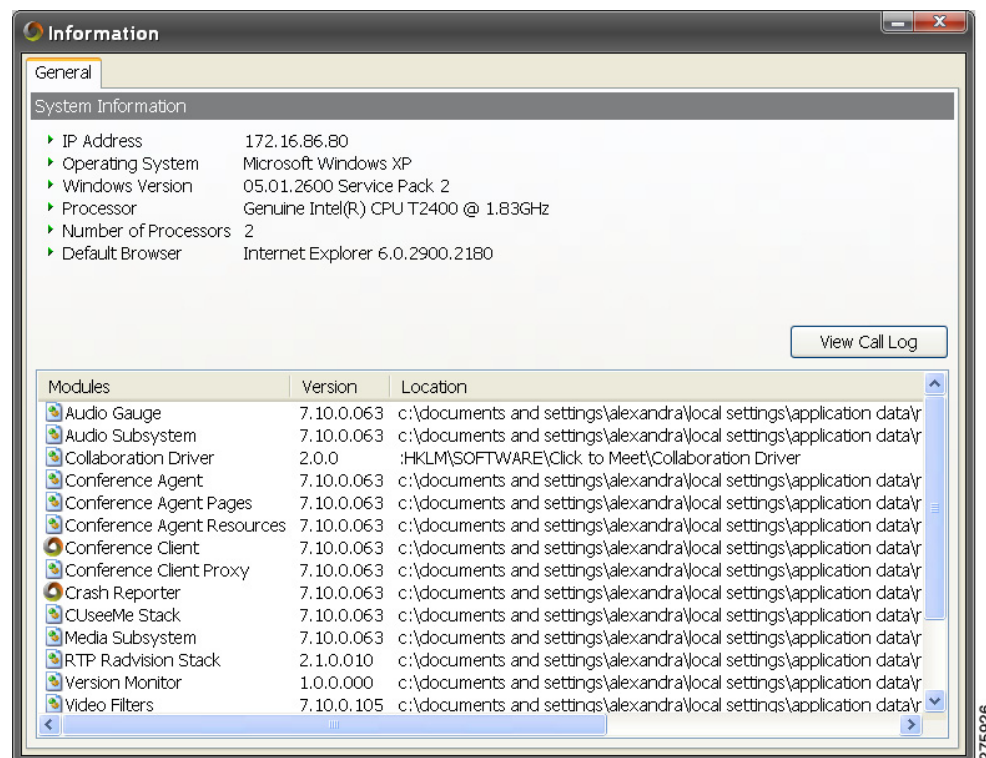 Information
General
System Information
IP Address 172.16.86.80
Operating System Microsoft Windows XP
Windows Version 05.01.2600 Service Pack 2
Processor Genuine Intel(R) CPU T2400 @ 1.83GHz
Number of Processors 2
Default Browser Internet Explorer 6.0.2900.2180
View Call Log
Modules Version Location
Audio Gauge 7.10.0.063 c:\documents and settings\alexandra\local settings\application data\r
Audio Subsystem 7.10.0.063 c:\documents and settings\alexandra\local settings\application data\r
Collaboration Driver 2.0.0 :HKLM\SOFTWARE\Click to Meet\Collaboration Driver
Conference Agent 7.10.0.063 c:\documents and settings\alexandra\local settings\application data\r
Conference Agent Pages 7.10.0.063 c:\documents and settings\alexandra\local settings\application data\r
Conference Agent Resources 7.10.0.063 c:\documents and settings\alexandra\local settings\application data\r
Conference Client 7.10.0.063 c:\documents and settings\alexandra\local settings\application data\r
Conference Client Proxy 7.10.0.063 c:\documents and settings\alexandra\local settings\application data\r
Crash Reporter 7.10.0.063 c:\documents and settings\alexandra\local settings\application data\r
CUseeMe Stack 7.10.0.063 c:\documents and settings\alexandra\local settings\application data\r
Media Subsystem 7.10.0.063 c:\documents and settings\alexandra\local settings\application data\r
RTP Radvision Stack 2.1.0.010 c:\documents and settings\alexandra\local settings\application data\r
Version Monitor 1.0.0.000 c:\documents and settings\alexandra\local settings\application data\r
Video Filters 7.10.0.105 c:\documents and settings\alexandra\local settings\application data\r
275926